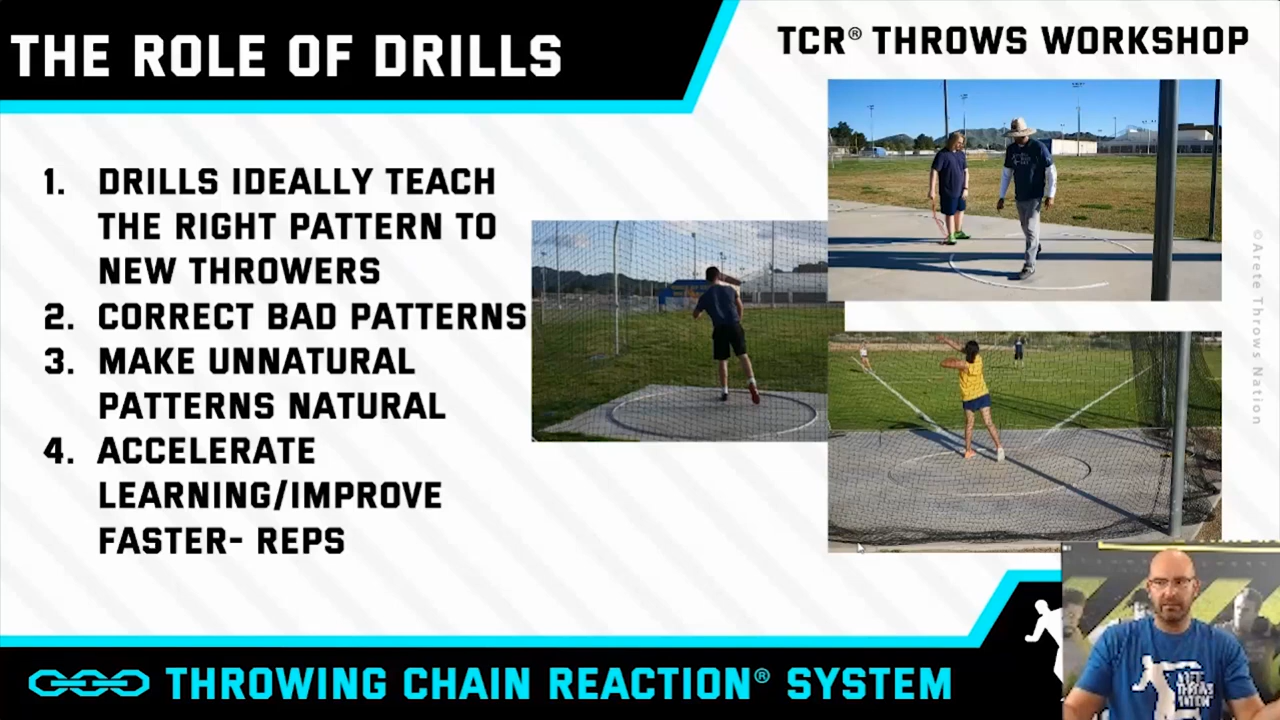 THE ROLE OF DRILLS
TCR® THROWS WORKSHOP
1. DRILLS IDEALLY TEACH
THE RIGHT PATTERN TO
NEW THROWERS
2. CORRECT BAD PATTERNS
3. MAKE UNNATURAL
PATTERNS NATURAL
4. ACCELERATE
LEARNING/IMPROVE
FASTER- REPS
©Arete Throws Nation
THROWING CHAIN REACTION® SYSTEM